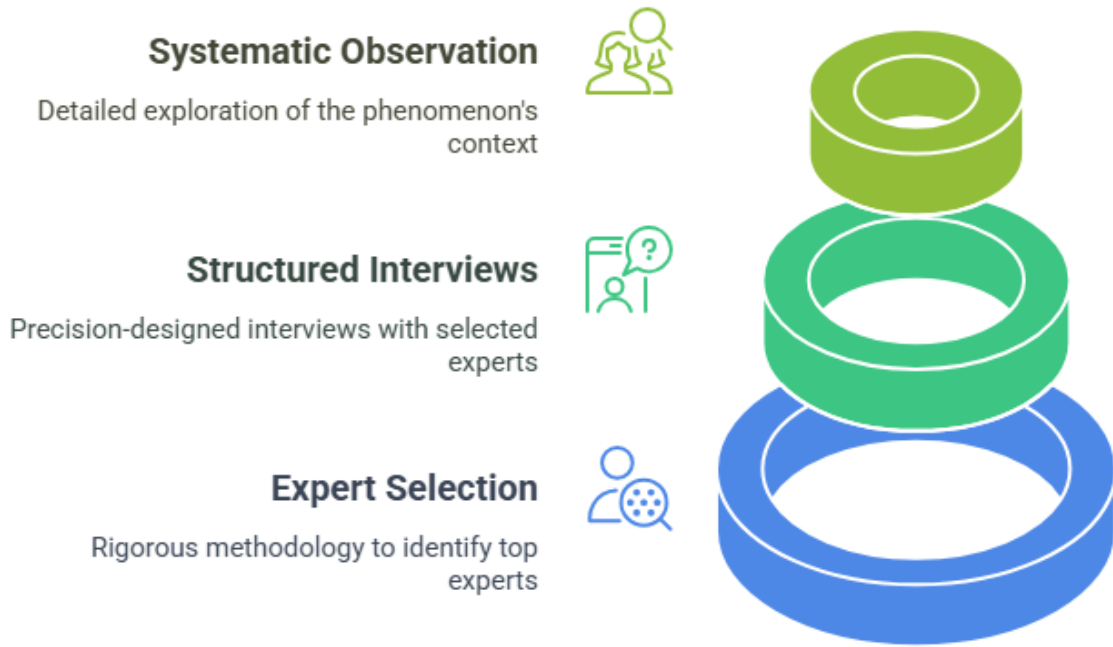 Systematic Observation
Detailed exploration of the phenomenon's
context
Structured Interviews
Precision-designed interviews with selected
experts
Expert Selection
Rigorous methodology to identify top
experts